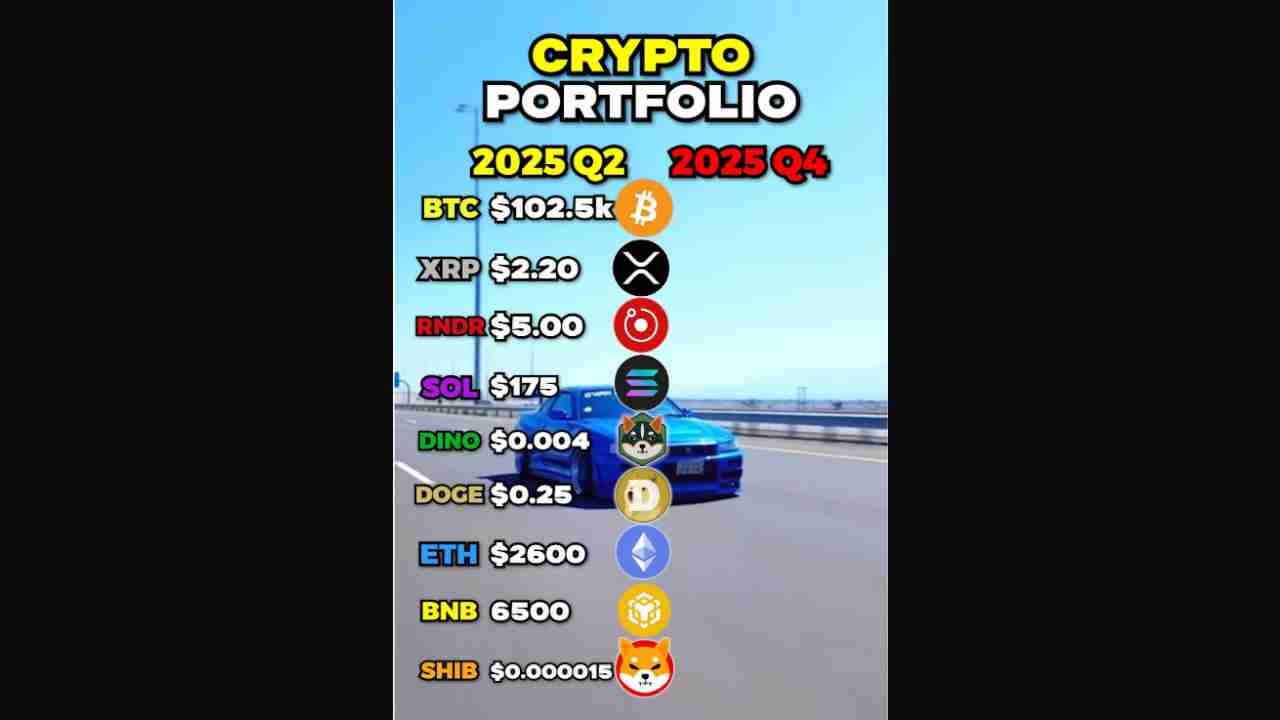 CRYPTO
PORTFOLIO
2025 Q2 2025 Q4
BTC $102.5k
XRP $2.20
RNDR $5.00
SOL $175
DINO $0.004
DOGE $0.25
ETH $2600
BNB 6500
SHIB $0.000015